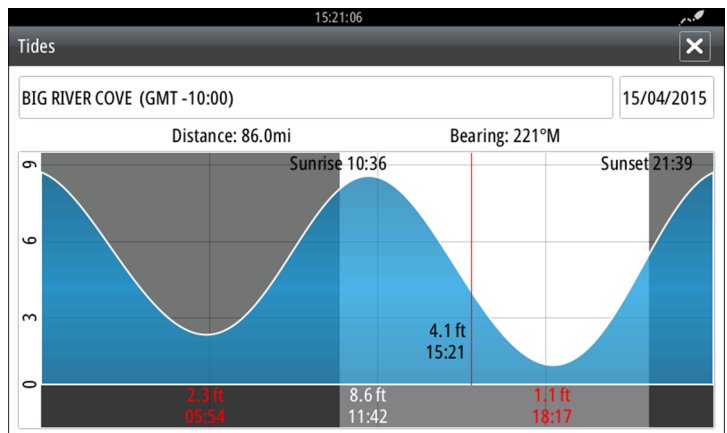 15:21:06
Tides
BIG RIVER COVE (GMT -10:00)
15/04/2015
Distance: 86.0mi
Bearing: 221°M
Sunrise 10:36
Sunset 21:39
9
6
3
0
4.1 ft
15:21
2.3 ft
05:54
8.6 ft
11:42
1.1 ft
18:17